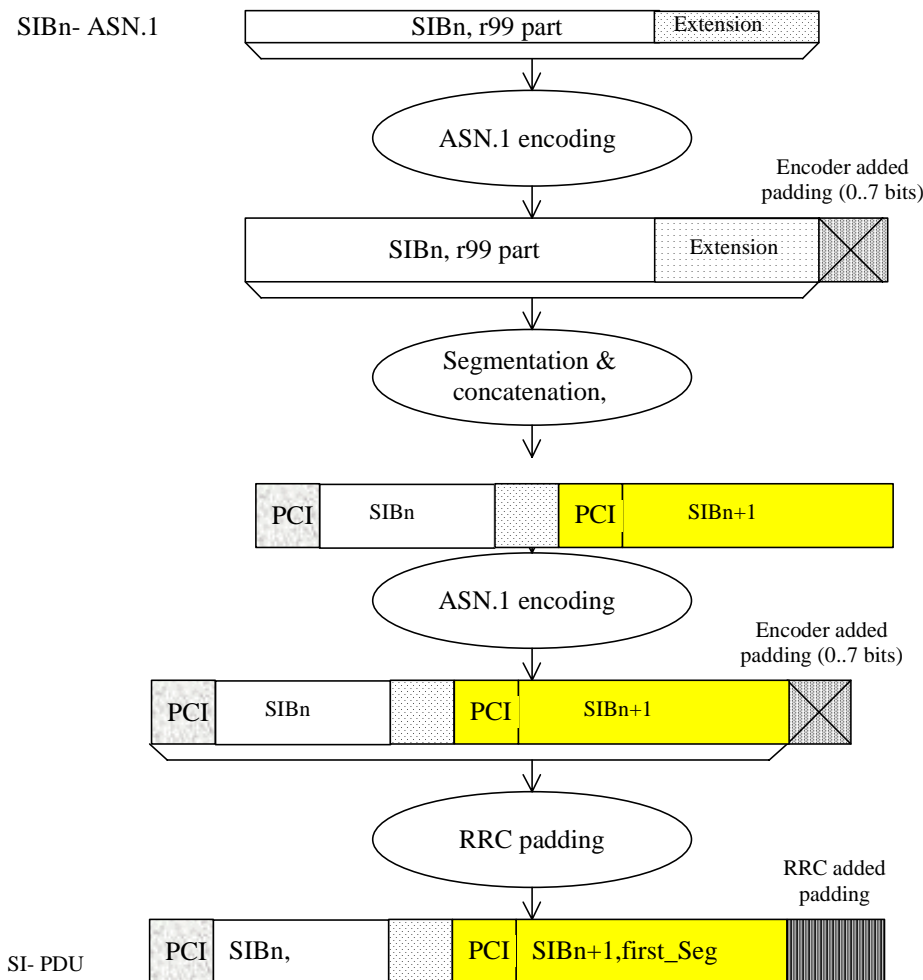 SIBn- ASN.1
SIBn, r99 part
Extension
ASN.1 encoding
Encoder added
padding (0..7 bits)
SIBn, r99 part
Extension
Segmentation &
concatenation,
PCI
SIBn
PCI
SIBn+1
ASN.1 encoding
Encoder added
padding (0..7 bits)
PCI
SIBn
PCI
SIBn+1
RRC padding
RRC added
padding
SI- PDU
PCI
SIBn,
PCI
SIBn+1,first_Seg